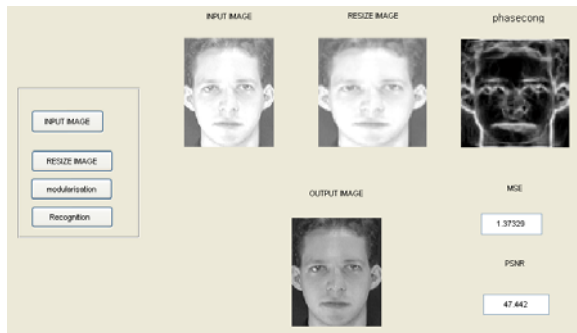 INPUT IMAGE
RESIZE IMAGE
phasecong
INPUT IMAGE
RESIZE IMAGE
modularisation
Recognition
OUTPUT IMAGE
MSE
1.37329
PSNR
47.442